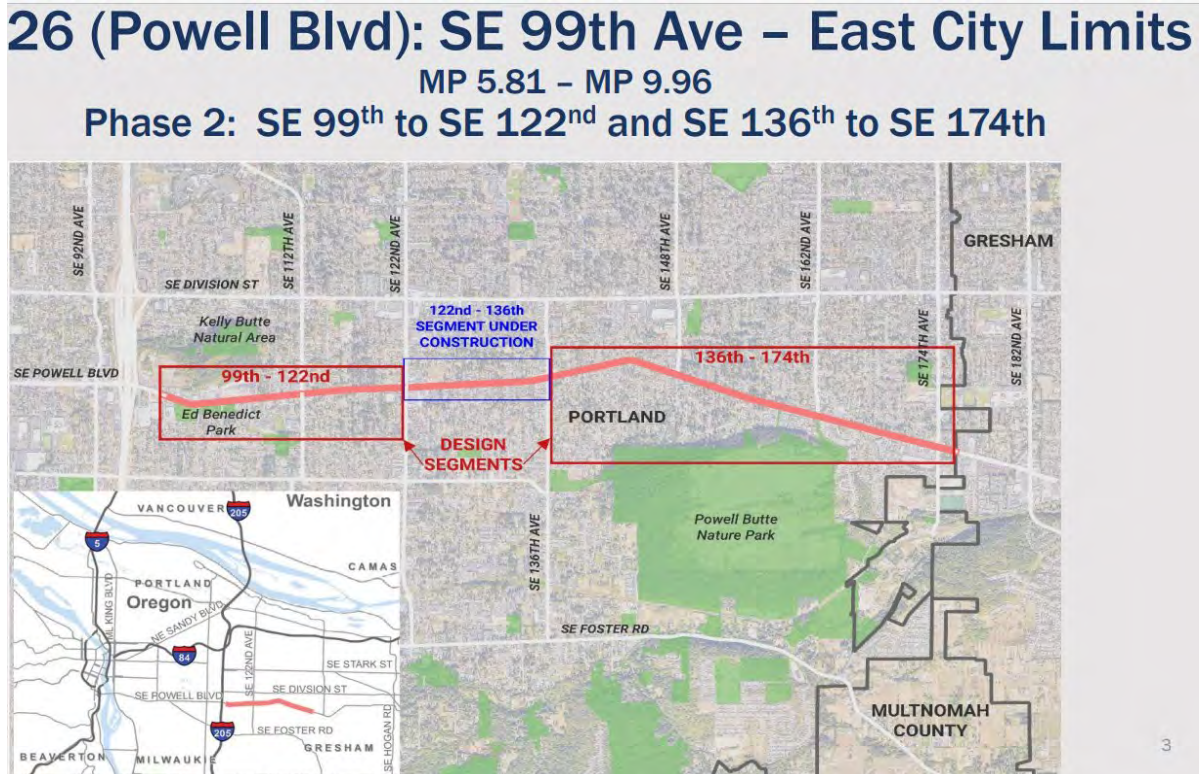 26 (Powell Blvd): SE 99th Ave – East City Limits
MP 5.81 – MP 9.96
Phase 2: SE 99th to SE 122nd and SE 136th to SE 174th
SE 92ND AVE
SE 112TH AVE
SE 122ND AVE
SE 148TH AVE
SE 162ND AVE
GRESHAM
SE DIVISION ST
Kelly Butte
Natural Area
122nd - 136th
SEGMENT UNDER
CONSTRUCTION
SE 174TH AVE
SE 182ND AVE
SE POWELL BLVD
99th - 122nd
136th - 174th
Ed Benedict
Park
PORTLAND
DESIGN
SEGMENTS
SE 136TH AVE
Powell Butte
Nature Park
SE FOSTER RD
MULTNOMAH
COUNTY
Washington
VANCOUVER
205
5
CAMAS
PORTLAND
Oregon
KING BLVD
NE SANDY BLVD
84
SE 122ND AVE
SE STARK ST
SE POWELL BLVD
SE DIVSION ST
SE FOSTER RD
205
GRESHAM
SE HOGAN RD
BEAVERTON
MILWAUKIE
3